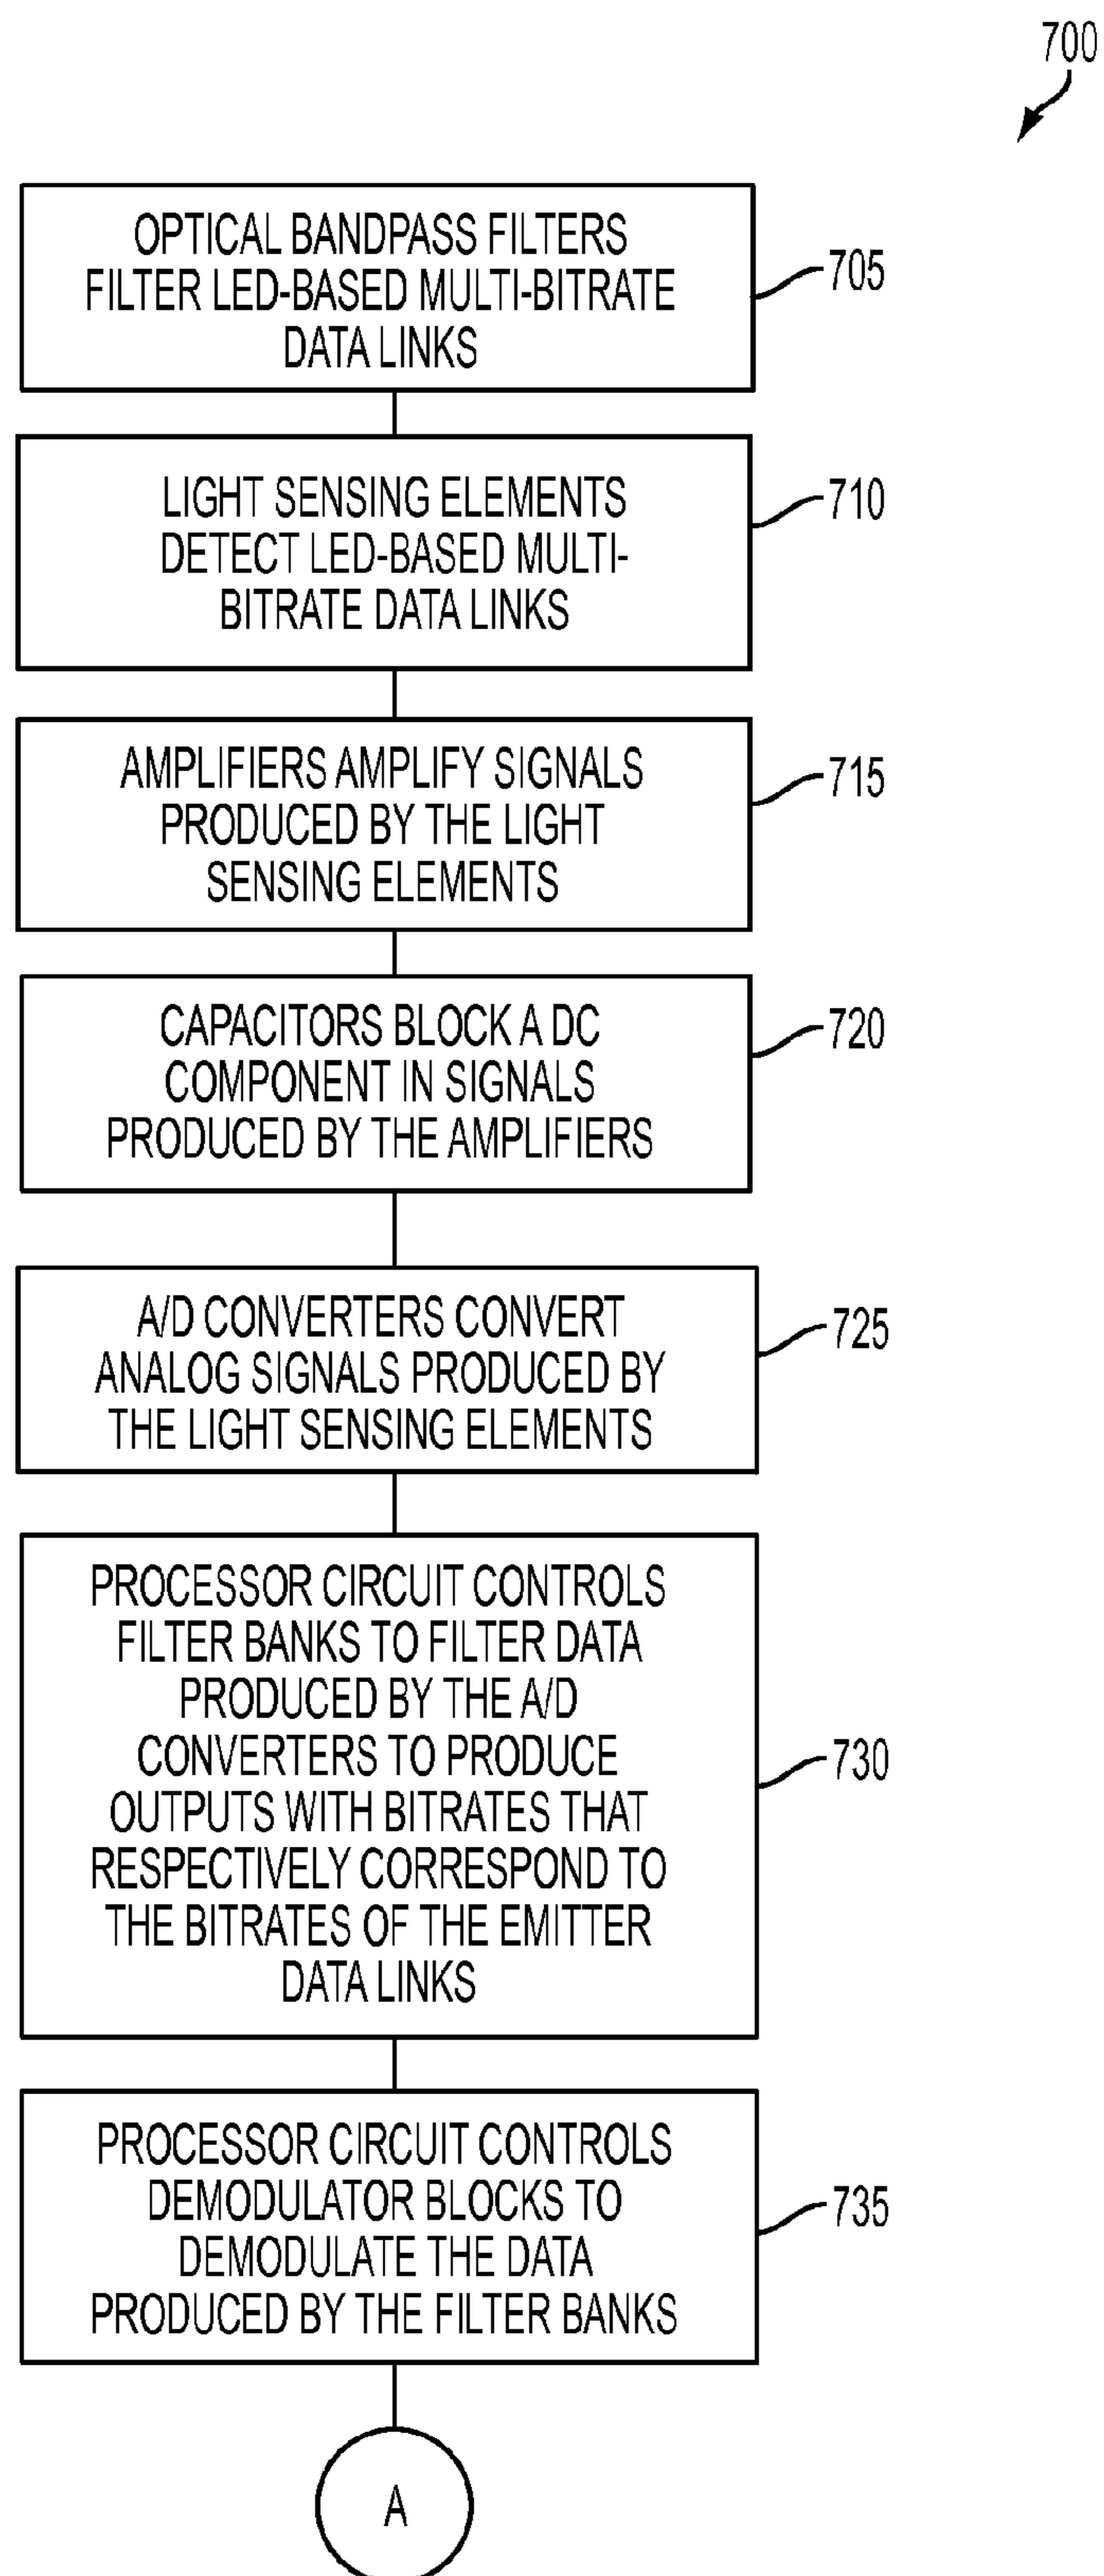 700
OPTICAL BANDPASS FILTERS
FILTER LED-BASED MULTI-BITRATE
DATA LINKS
705
LIGHT SENSING ELEMENTS
DETECT LED-BASED MULTI-
BITRATE DATA LINKS
710
AMPLIFIERS AMPLIFY SIGNALS
PRODUCED BY THE LIGHT
SENSING ELEMENTS
715
CAPACITORS BLOCK A DC
COMPONENT IN SIGNALS
PRODUCED BY THE AMPLIFIERS
720
A/D CONVERTERS CONVERT
ANALOG SIGNALS PRODUCED BY
THE LIGHT SENSING ELEMENTS
725
PROCESSOR CIRCUIT CONTROLS
FILTER BANKS TO FILTER DATA
PRODUCED BY THE A/D
CONVERTERS TO PRODUCE
OUTPUTS WITH BITRATES THAT
RESPECTIVELY CORRESPOND TO
THE BITRATES OF THE EMITTER
DATA LINKS
730
PROCESSOR CIRCUIT CONTROLS
DEMODULATOR BLOCKS TO
DEMODULATE THE DATA
PRODUCED BY THE FILTER BANKS
735
A